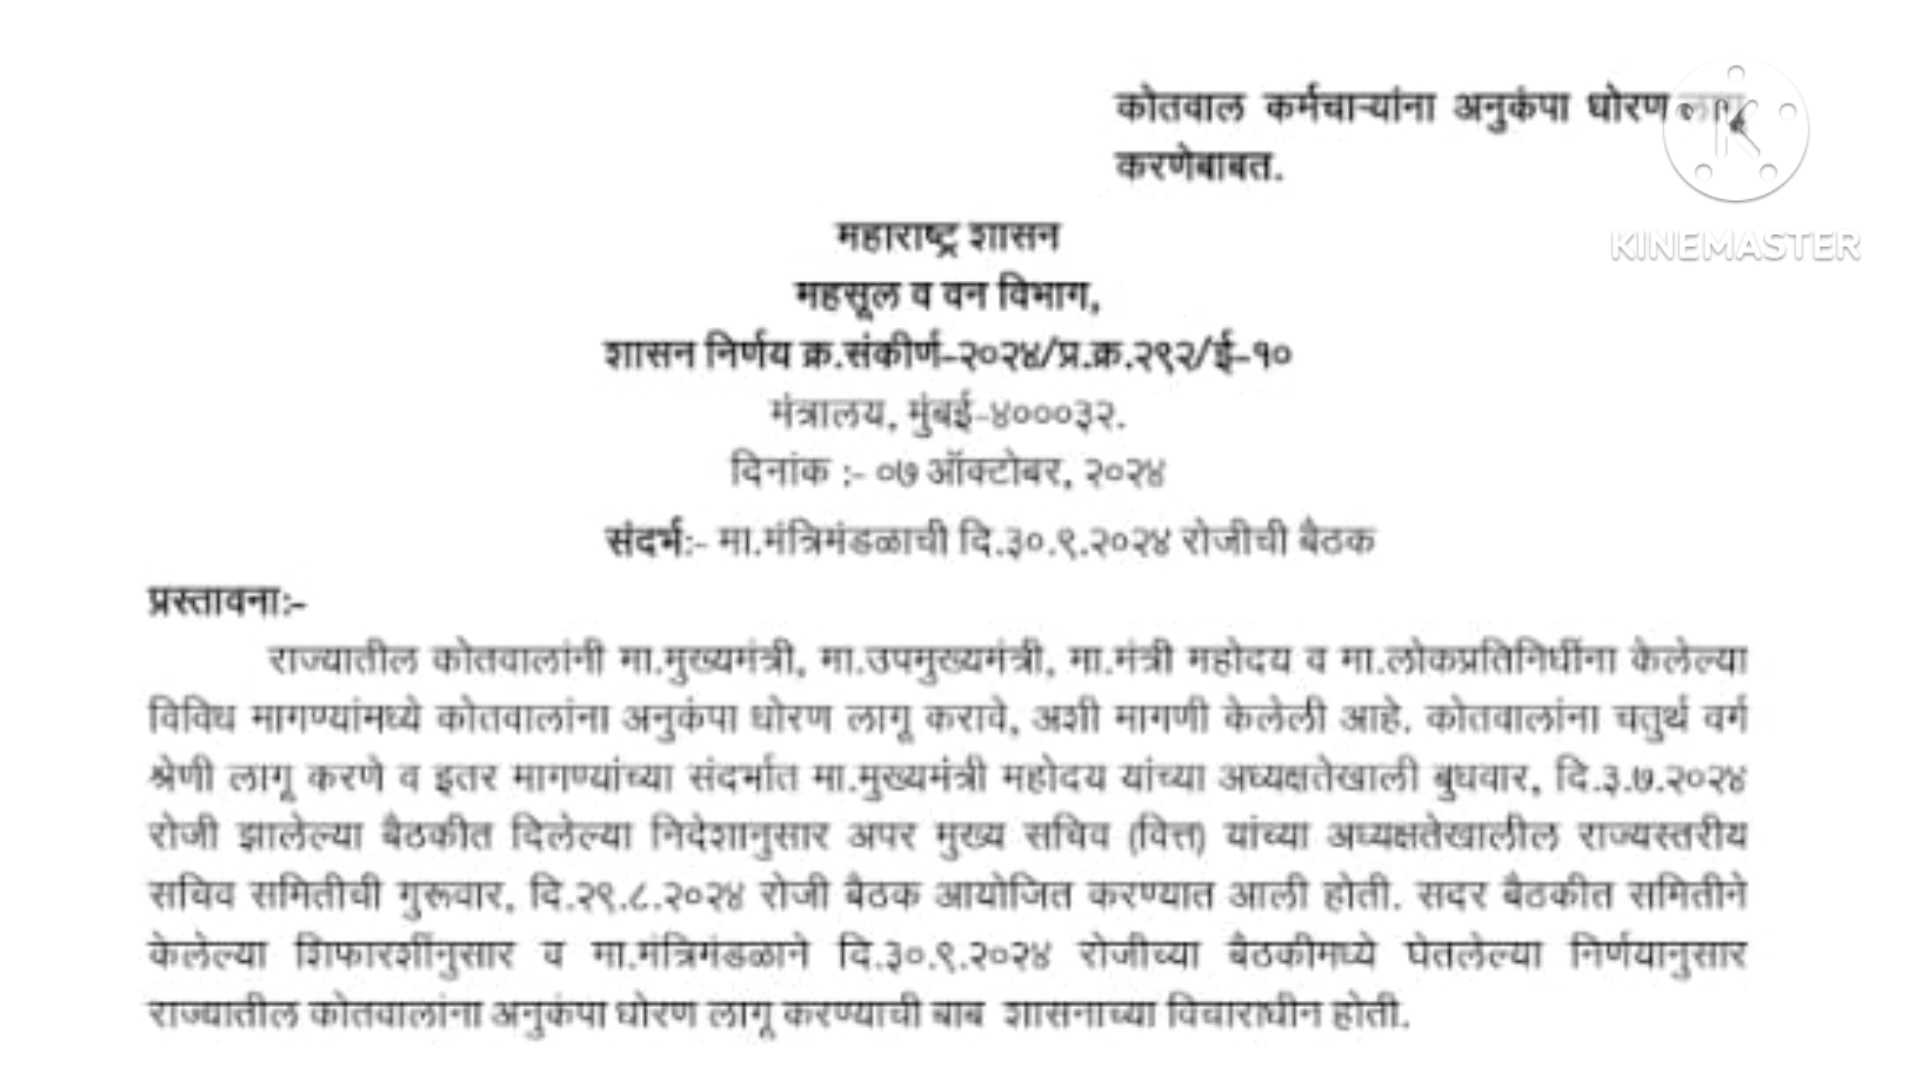 कोतवाल कर्मचाऱ्यांना अनुकंपा धोरण लागू
करणेबाबत.
KINEMASTER
महाराष्ट्र शासन
महसूल व वन विभाग,
शासन निर्णय क्र.संकीर्ण-२०२४/प्र.क्र.२९२/ई-१०
मंत्रालय, मुंबई-४०००३२.
दिनांक :- ०७ ऑक्टोबर, २०२४
संदर्भ:- मा.मंत्रिमंडळाची दि.३०.९.२०२४ रोजीची बैठक
प्रस्तावना:-
राज्यातील कोतवालांनी मा.मुख्यमंत्री, मा.उपमुख्यमंत्री, मा.मंत्री महोदय व मा.लोकप्रतिनिधींना केलेल्या
विविध मागण्यांमध्ये कोतवालांना अनुकंपा धोरण लागू करावे, अशी मागणी केलेली आहे. कोतवालांना चतुर्थ वर्ग
श्रेणी लागू करणे व इतर मागण्यांच्या संदर्भात मा.मुख्यमंत्री महोदय यांच्या अध्यक्षतेखाली बुधवार, दि.३.७.२०२४
रोजी झालेल्या बैठकीत दिलेल्या निदेशानुसार अपर मुख्य सचिव (वित्त) यांच्या अध्यक्षतेखालील राज्यस्तरीय
सचिव समितीची गुरूवार, दि.२९.८.२०२४ रोजी बैठक आयोजित करण्यात आली होती. सदर बैठकीत समितीने
केलेल्या शिफारशींनुसार व मा.मंत्रिमंडळाने दि.३०.९.२०२४ रोजीच्या बैठकीमध्ये घेतलेल्या निर्णयानुसार
राज्यातील कोतवालांना अनुकंपा धोरण लागू करण्याची बाब शासनाच्या विचाराधीन होती.